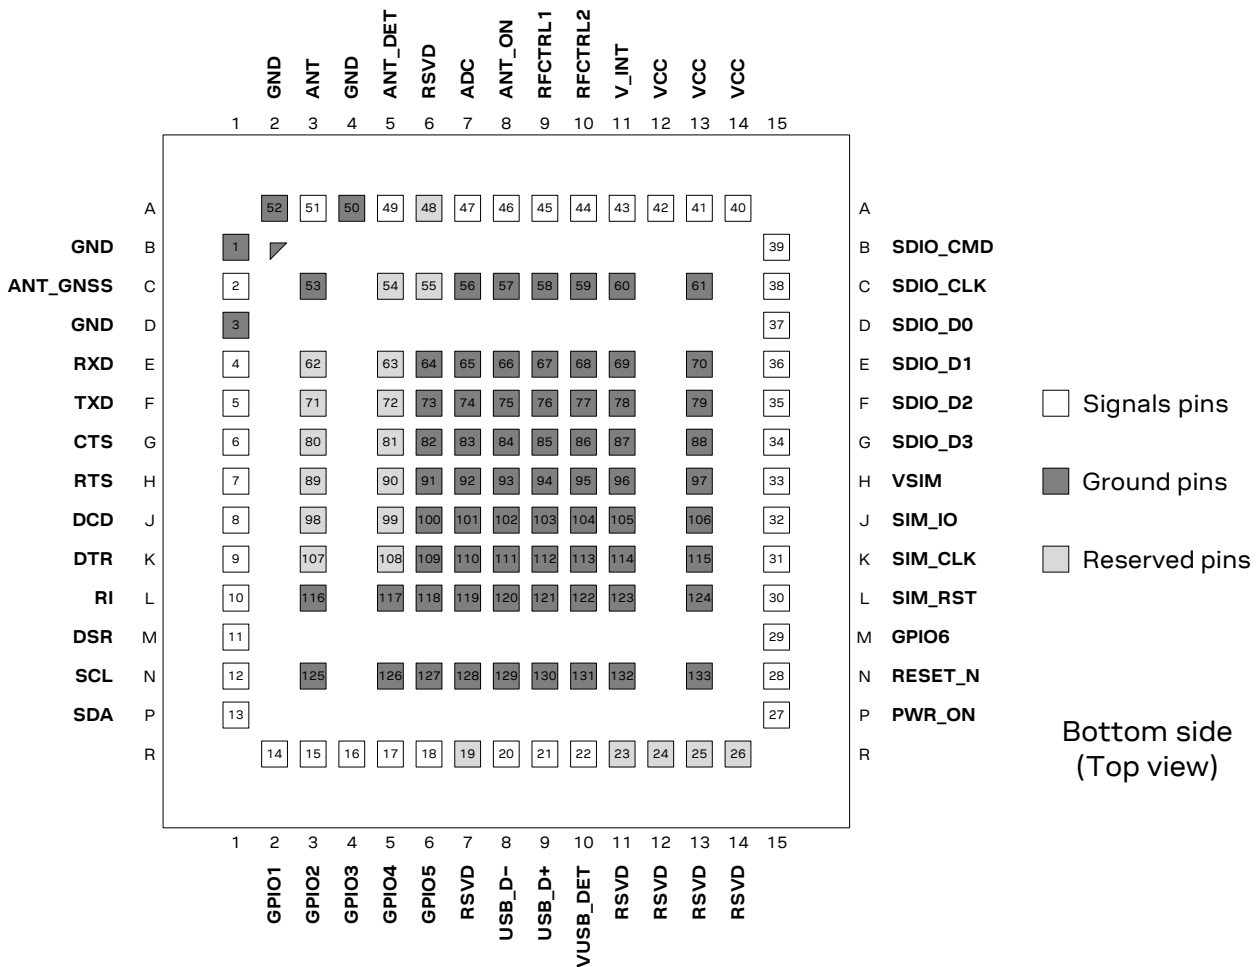 GND ANT GND ANT_DET RSVD ADC ANT_ON RFCTRL1 RFCTRL2 V_INT VCC VCC VCC
1 2 3 4 5 6 7 8 9 10 11 12 13 14 15
A 52 51 50 49 48 47 46 45 44 43 42 41 40 A
GND B 1 39 B SDIO_CMD
ANT_GNSS C 2 53 54 55 56 57 58 59 60 61 38 C SDIO_CLK
GND D 3 37 D SDIO_D0
RXD E 4 62 63 64 65 66 67 68 69 70 36 E SDIO_D1
TXD F 5 71 72 73 74 75 76 77 78 79 35 F SDIO_D2
Signals pins
CTS G 6 80 81 82 83 84 85 86 87 88 34 G SDIO_D3
RTS H 7 89 90 91 92 93 94 95 96 97 33 H VSIM
Ground pins
DCD J 8 98 99 100 101 102 103 104 105 106 32 J SIM_IO
DTR K 9 107 108 109 110 111 112 113 114 115 31 K SIM_CLK
Reserved pins
RI L 10 116 117 118 119 120 121 122 123 124 30 L SIM_RST
DSR M 11 29 M GPIO6
SCL N 12 125 126 127 128 129 130 131 132 133 28 N RESET_N
SDA P 13 27 P PWR_ON
R 14 15 16 17 18 19 20 21 22 23 24 25 26 R
Bottom side
(Top view)
1 2 3 4 5 6 7 8 9 10 11 12 13 14 15
GPIO1 GPIO2 GPIO3 GPIO4 GPIO5 RSVD USB_D− USB_D+ VUSB_DET RSVD RSVD RSVD RSVD